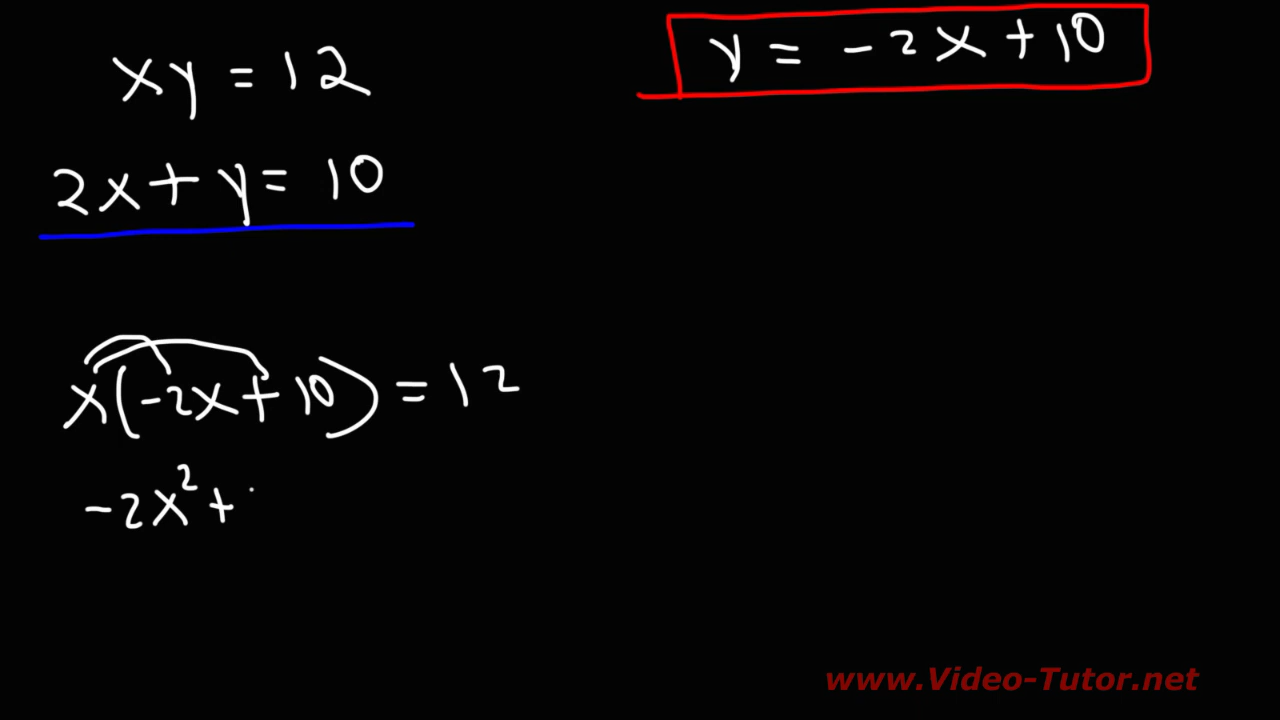 xy = 12
y = -2x + 10
2x + y = 10
x(-2x + 10) = 12
-2x² +
www.Video-Tutor.net